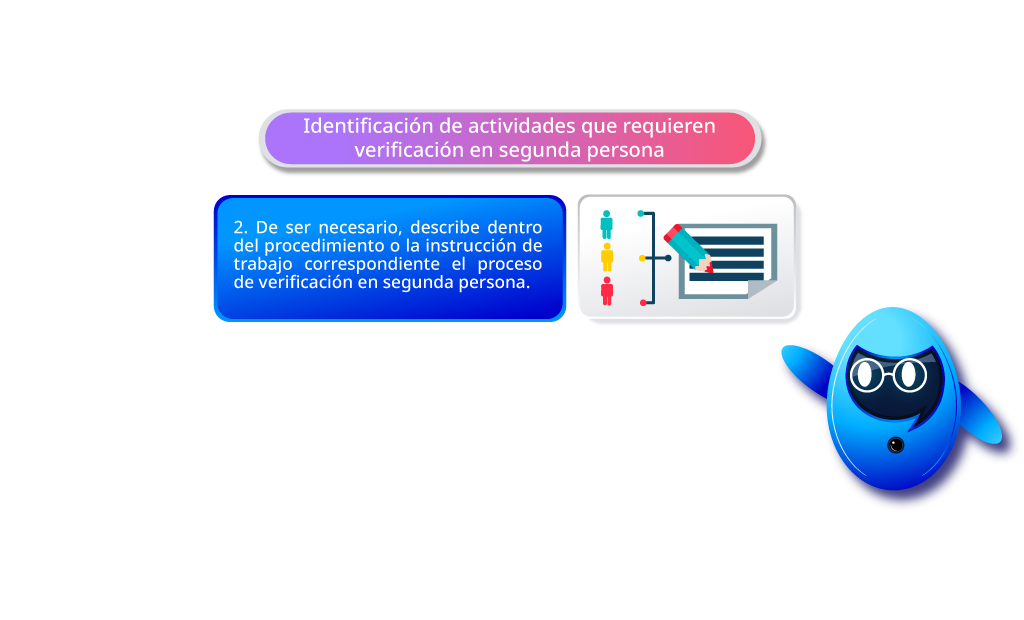 Identificación de actividades que requieren
verificación en segunda persona
2. De ser necesario, describe dentro
del procedimiento o la instrucción de
trabajo correspondiente el proceso
de verificación en segunda persona.